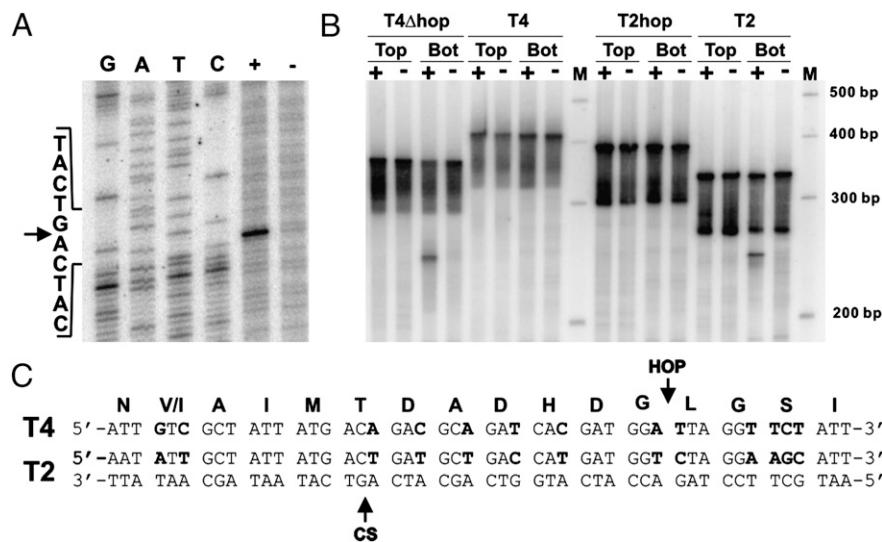 A
G A T C + -
T
A
C
T
G
A
C
T
A
C
B
T4Δhop T4 T2hop T2
Top Bot Top Bot Top Bot Top Bot
+ - + - + - + - M + - + - + - + - M
500 bp
400 bp
300 bp
200 bp
C
HOP
N V/I A I M T D A D H D G L G S I
T4 5′-ATT GTC GCT ATT ATG ACA GAC GCA GAT CAC GAT GGA TTA GGT TCT ATT-3′
T2 5′-AAT ATT GCT ATT ATG ACT GAT GCT GAC CAT GAT GGT CTA GGA AGC ATT-3′
3′-TTA TAA CGA TAA TAC TGA CTA CGA CTG GTA CTA CCA GAT CCT TCG TAA-5′
CS